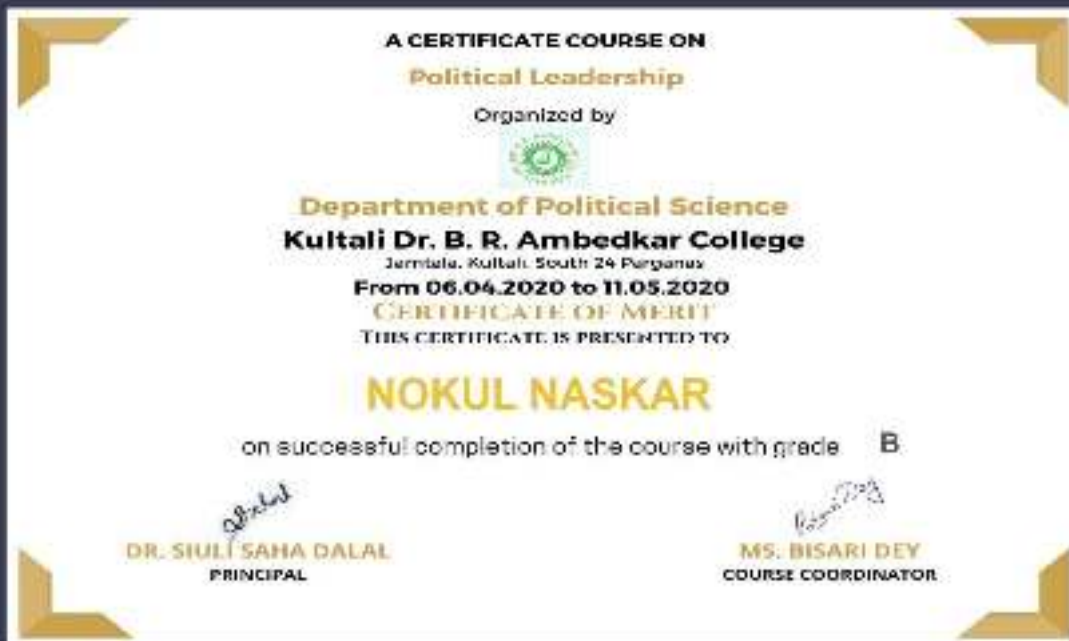 A CERTIFICATE COURSE ON
Political Leadership
Organized by
Department of Political Science
Kultali Dr. B. R. Ambedkar College
Jamtala, Kultali, South 24 Parganas
From 06.04.2020 to 11.05.2020
CERTIFICATE OF MERIT
THIS CERTIFICATE IS PRESENTED TO
NOKUL NASKAR
on successful completion of the course with grade B
DR. SIULI SAHA DALAL
PRINCIPAL
MS. BISARI DEY
COURSE COORDINATOR